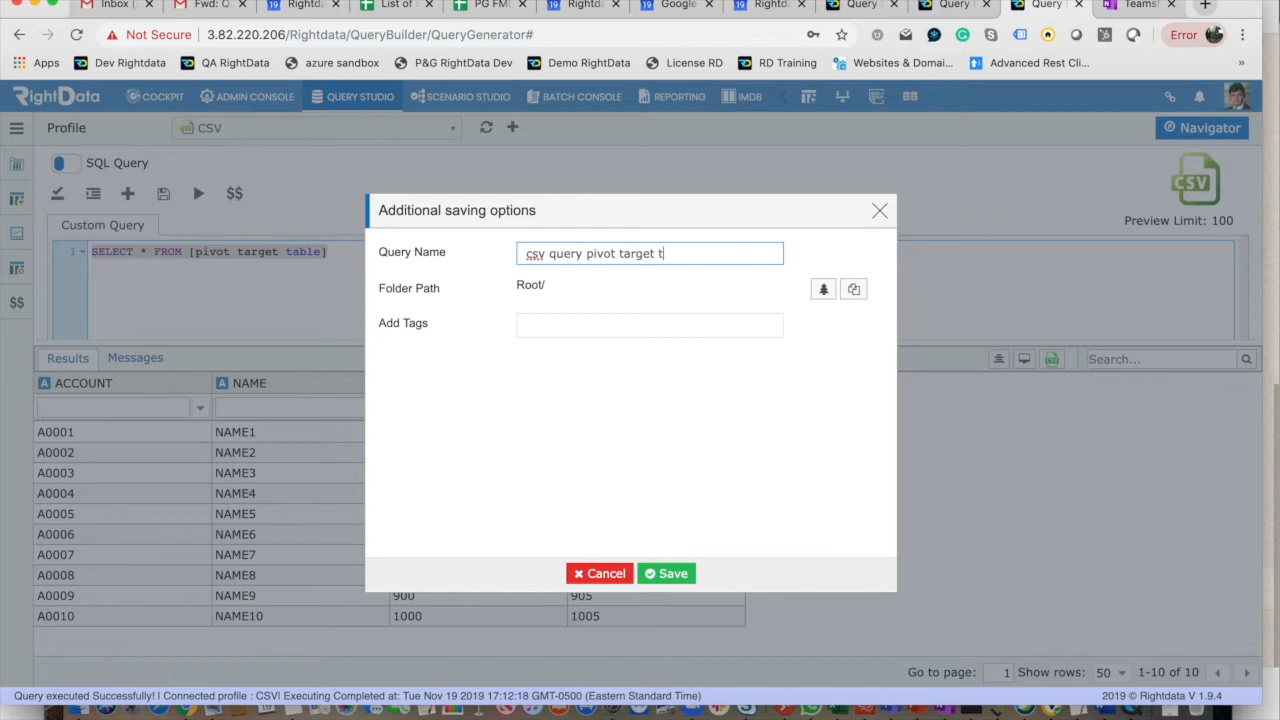 Inbox ( Fwd: Q Rightd List of PG FM Rightda Google Rightda Query Query Query Teams!
Not Secure 3.82.220.206/Rightdata/QueryBuilder/QueryGenerator# Error
Apps Dev Rightdata QA RightData azure sandbox P&G RightData Dev Demo RightData License RD RD Training Websites & Domai... Advanced Rest Cli... »
RightData COCKPIT ADMIN CONSOLE QUERY STUDIO SCENARIO STUDIO BATCH CONSOLE REPORTING IMDB
Profile CSV Navigator
SQL Query
$$
CSV
Preview Limit: 100
Custom Query
1 SELECT * FROM [pivot target table]
$$
Additional saving options
Query Name csv query pivot target t
Folder Path Root/
Add Tags
Cancel Save
Results Messages Search...
ACCOUNT NAME
A0001 NAME1
A0002 NAME2
A0003 NAME3
A0004 NAME4
A0005 NAME5
A0006 NAME6
A0007 NAME7
A0008 NAME8
A0009 NAME9 900 905
A0010 NAME10 1000 1005
Go to page: 1 Show rows: 50 1-10 of 10
Query executed Successfully! | Connected profile : CSV| Executing Completed at: Tue Nov 19 2019 17:12:18 GMT-0500 (Eastern Standard Time) 2019 © Rightdata V 1.9.4